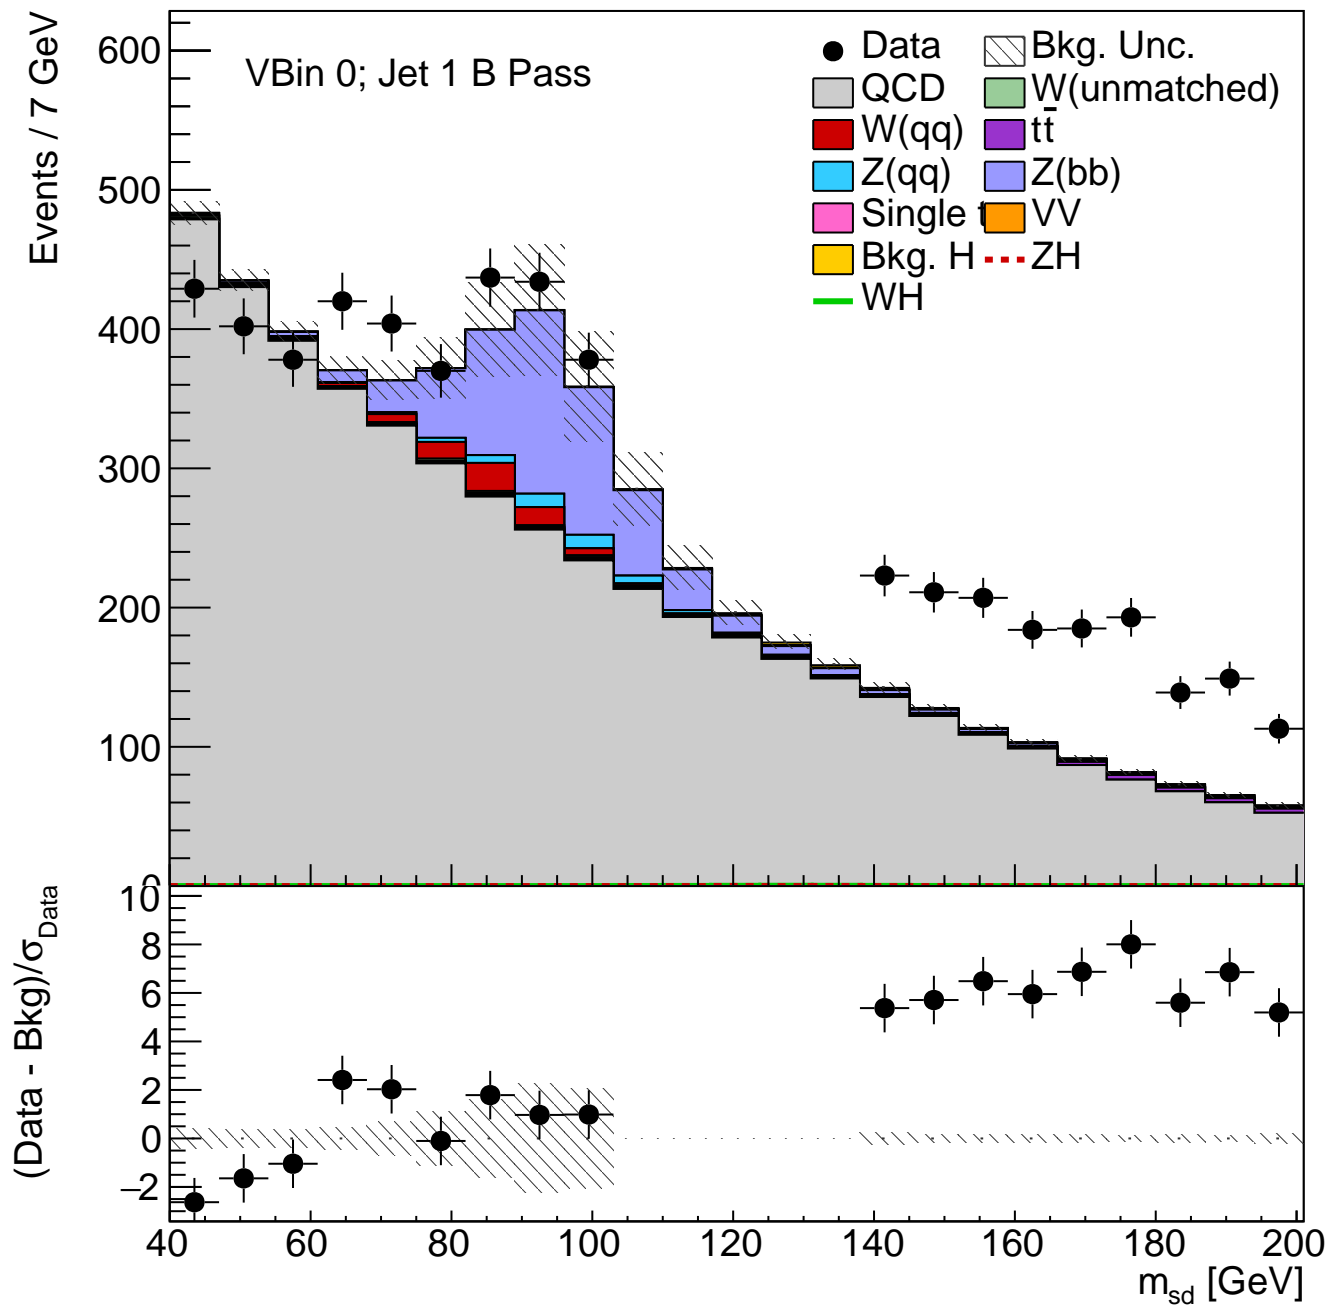 Events / 7 GeV
600
500
400
300
200
100
0
VBin 0; Jet 1 B Pass
Data
Bkg. Unc.
QCD
W(unmatched)
W(qq)
tt̄
Z(qq)
Z(bb)
Single t
VV
Bkg. H
ZH
WH
(Data - Bkg)/σData
10
8
6
4
2
0
−2
40 60 80 100 120 140 160 180 200
msd [GeV]